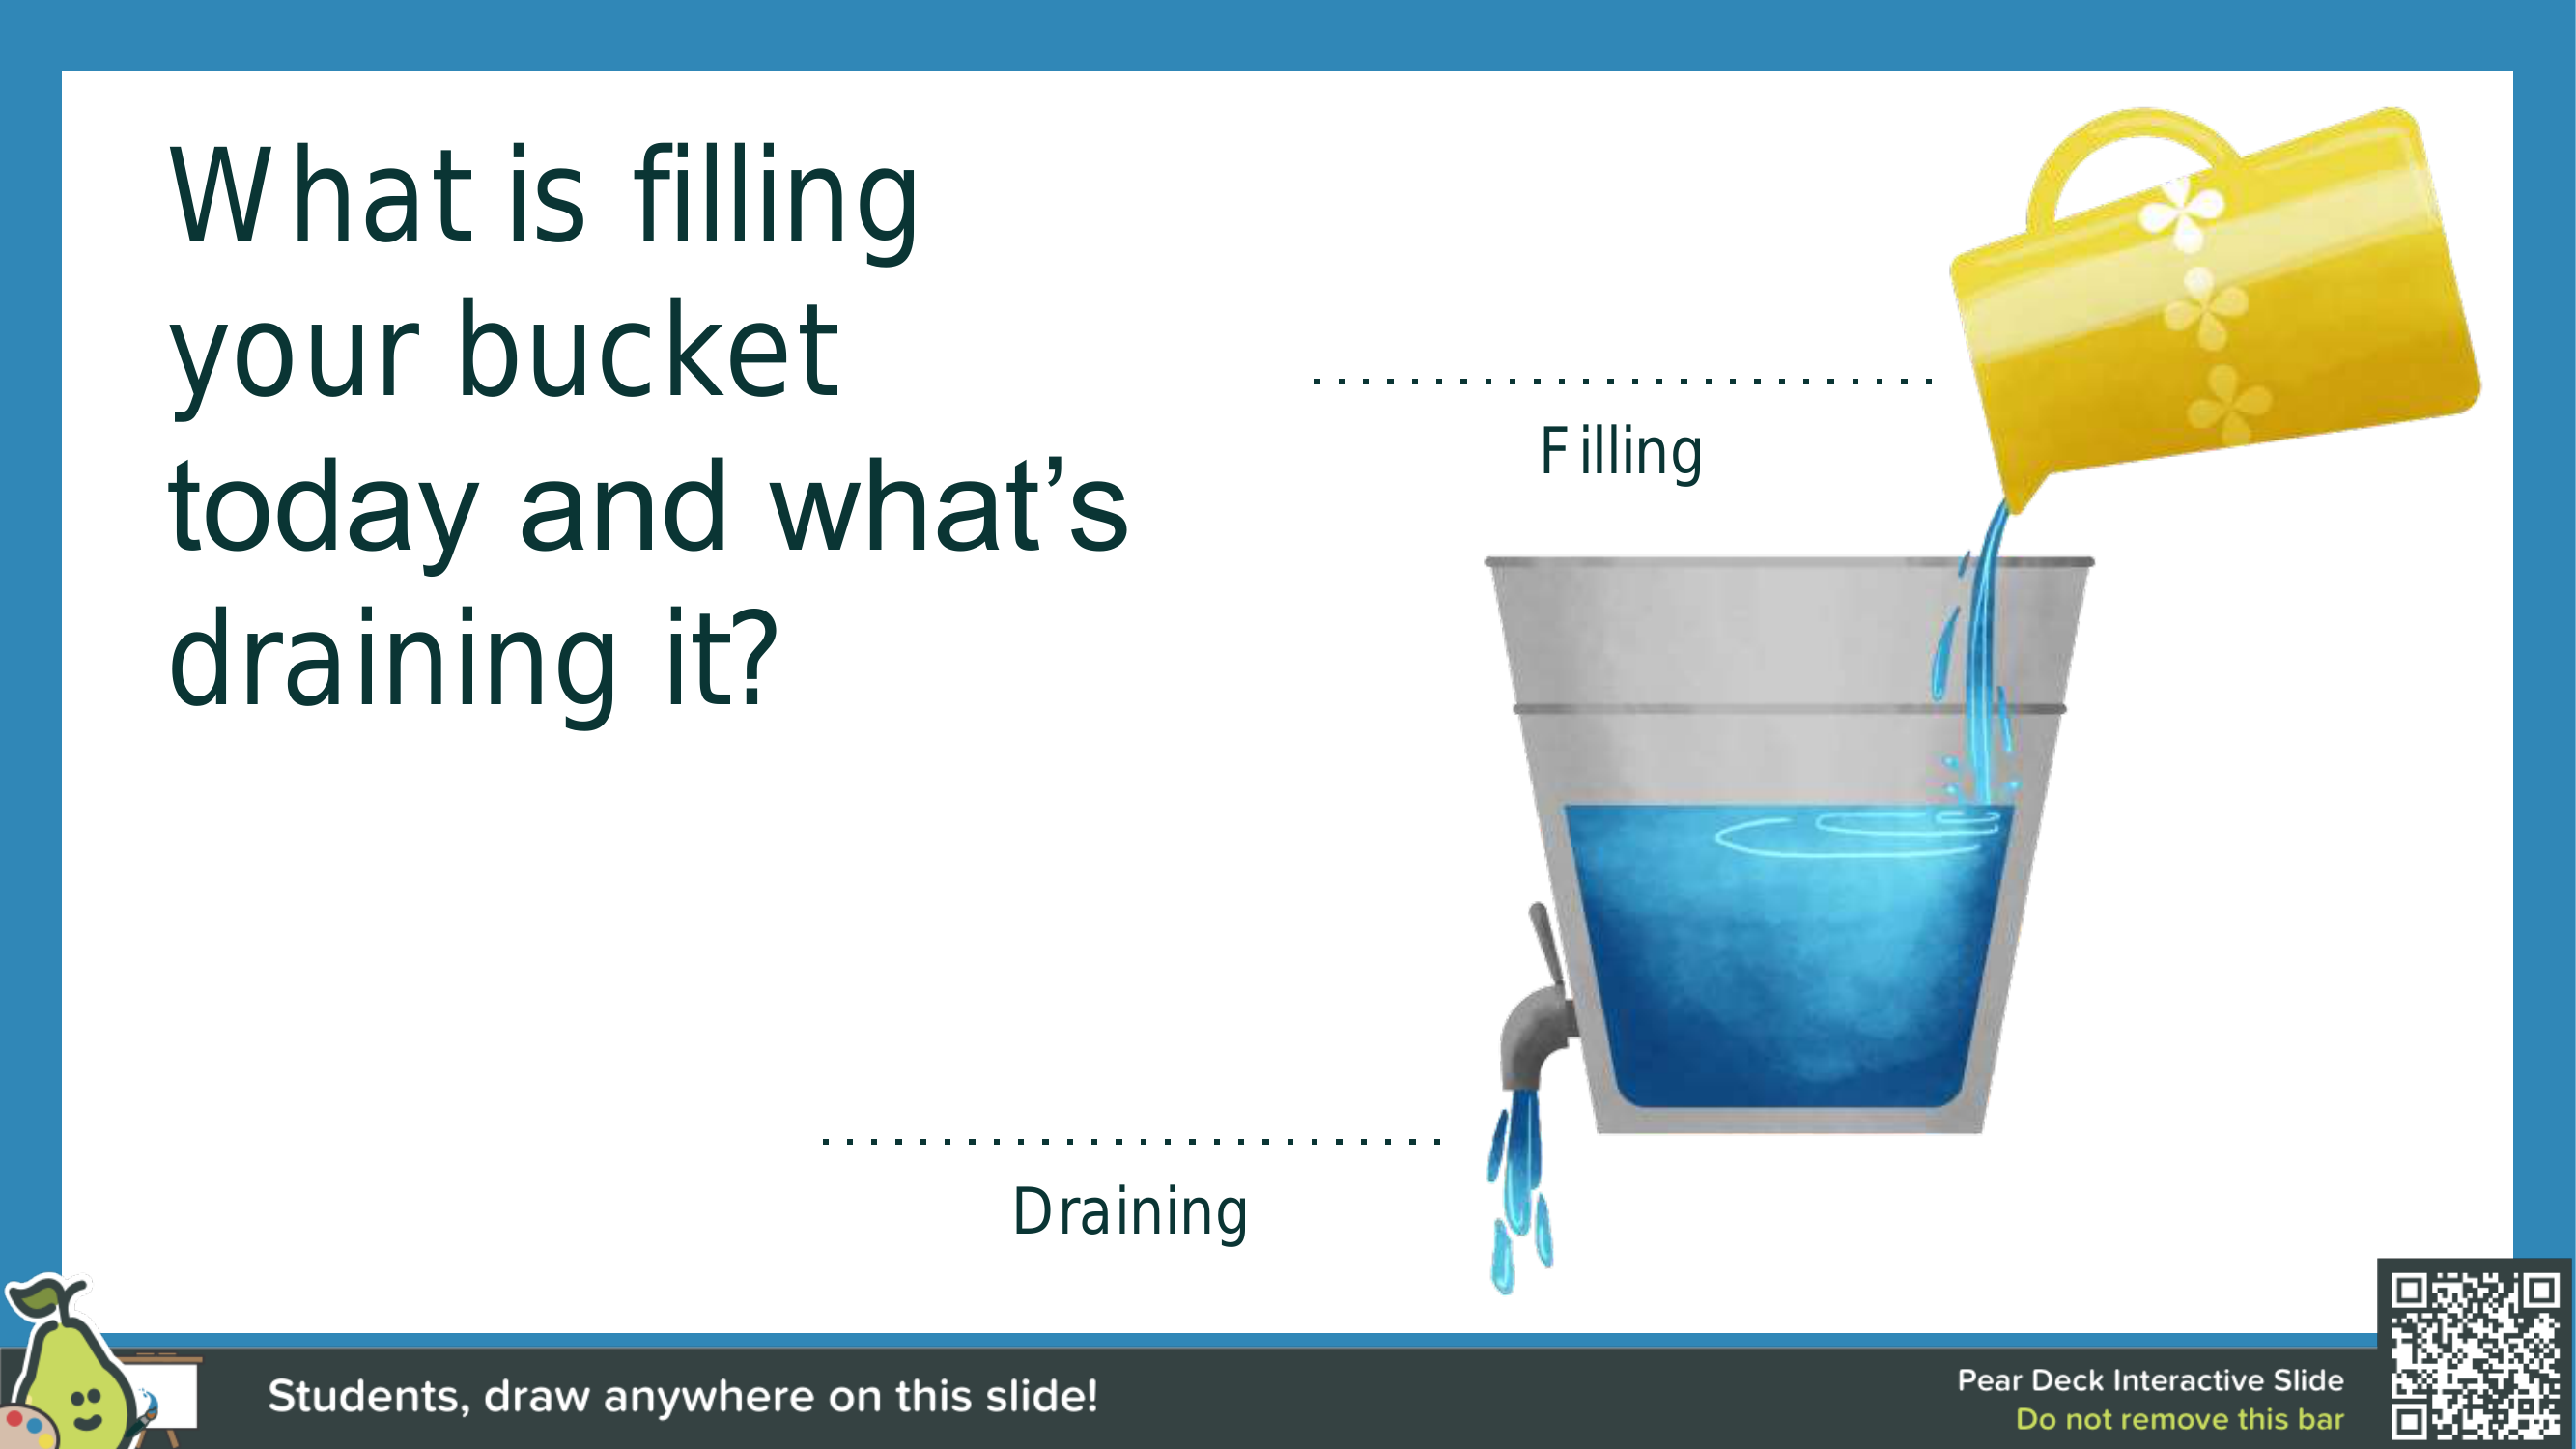 What is filling
your bucket
today and what’s
draining it?
Filling
Draining
Students, draw anywhere on this slide!
Pear Deck Interactive Slide
Do not remove this bar